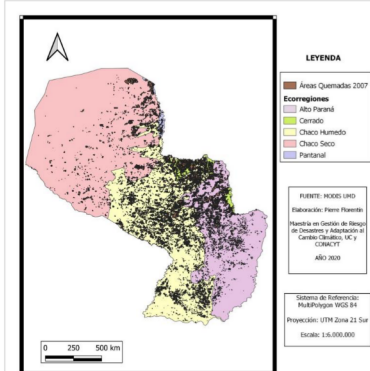 LEYENDA
Áreas Quemadas 2007
Ecorregiones
Alto Paraná
Cerrado
Chaco Humedo
Chaco Seco
Pantanal
FUENTE: MODIS UMD
Elaboración: Pierre Florentin
Maestría en Gestión de Riesgo
de Desastres y Adaptación al
Cambio Climático, UC y
CONACYT
AÑO 2020
Sistema de Referencia:
MultiPolygon WGS 84
Proyección: UTM Zona 21 Sur
Escala: 1:6.000.000
0 250 500 km